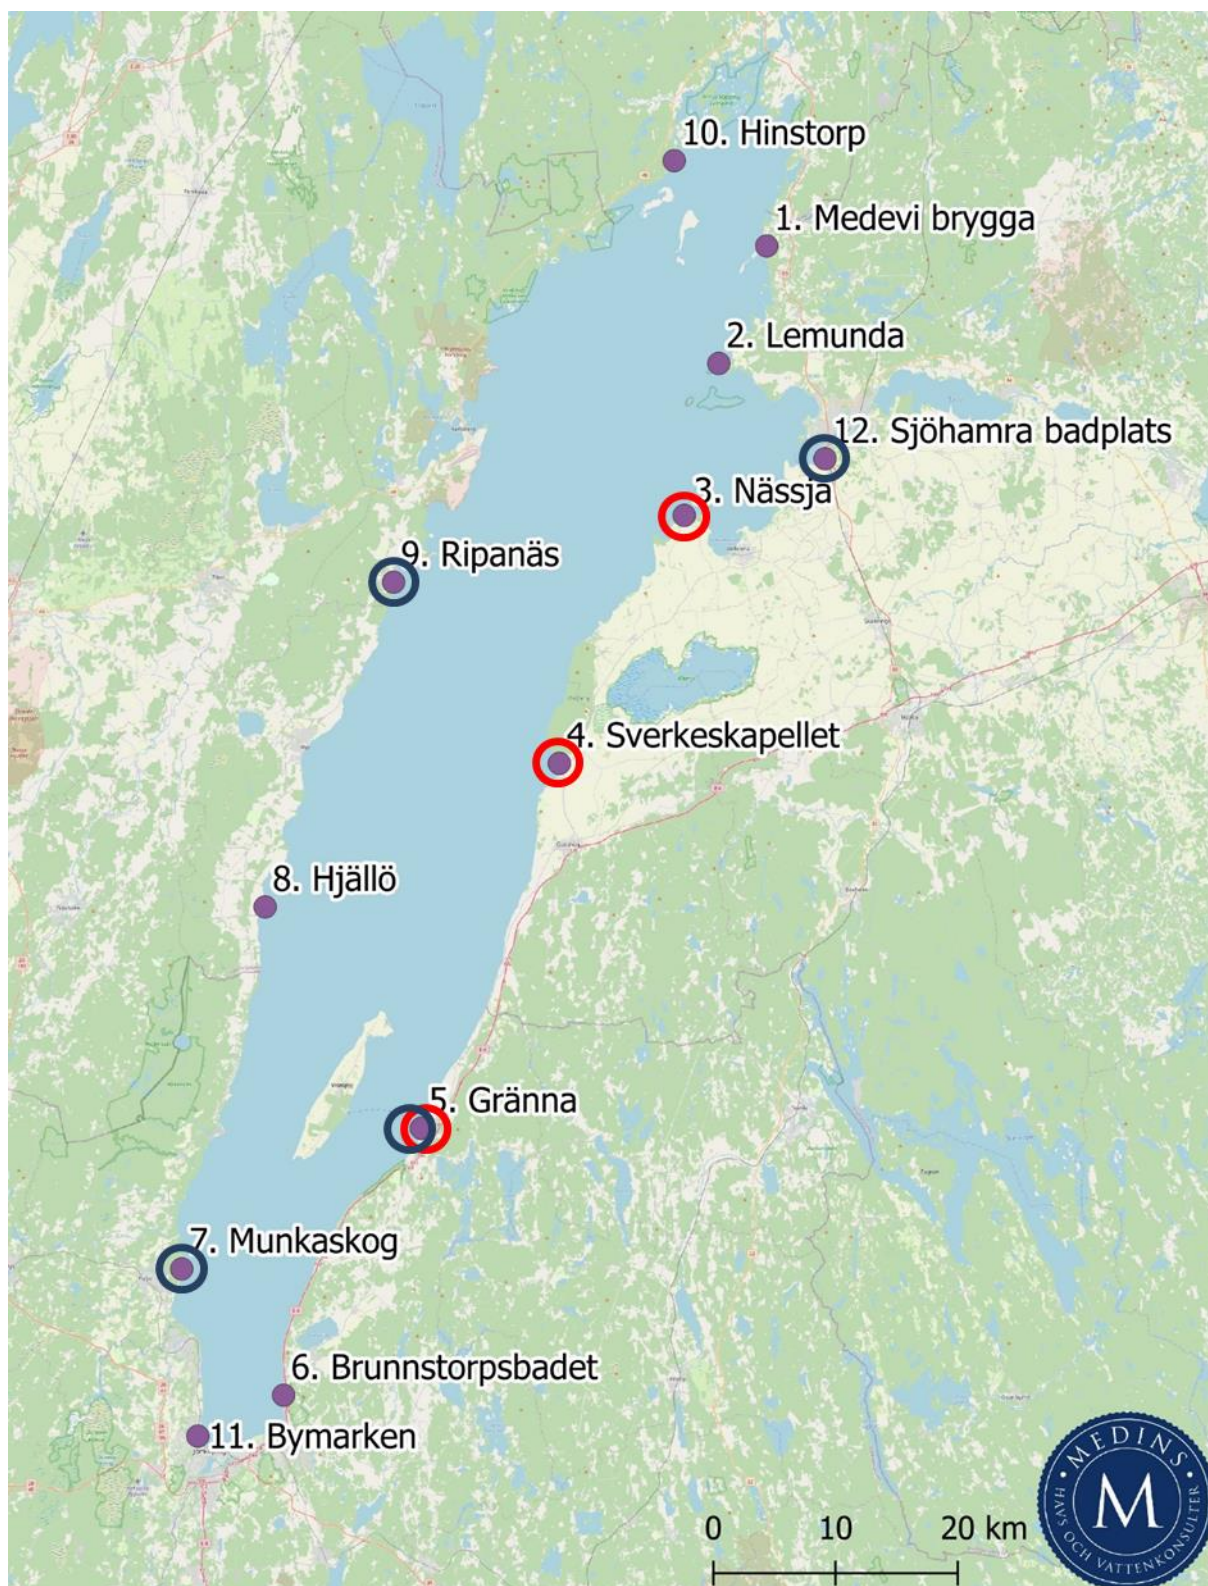 10. Hinstorp
1. Medevi brygga
2. Lemunda
12. Sjöhamra badplats
3. Nässja
9. Ripanäs
4. Sverkeskapellet
8. Hjällö
5. Gränna
7. Munkaskog
6. Brunnstorpsbadet
11. Bymarken
0 10 20 km
MEDINS
M
HAVS OCH VATTENKONSULTER